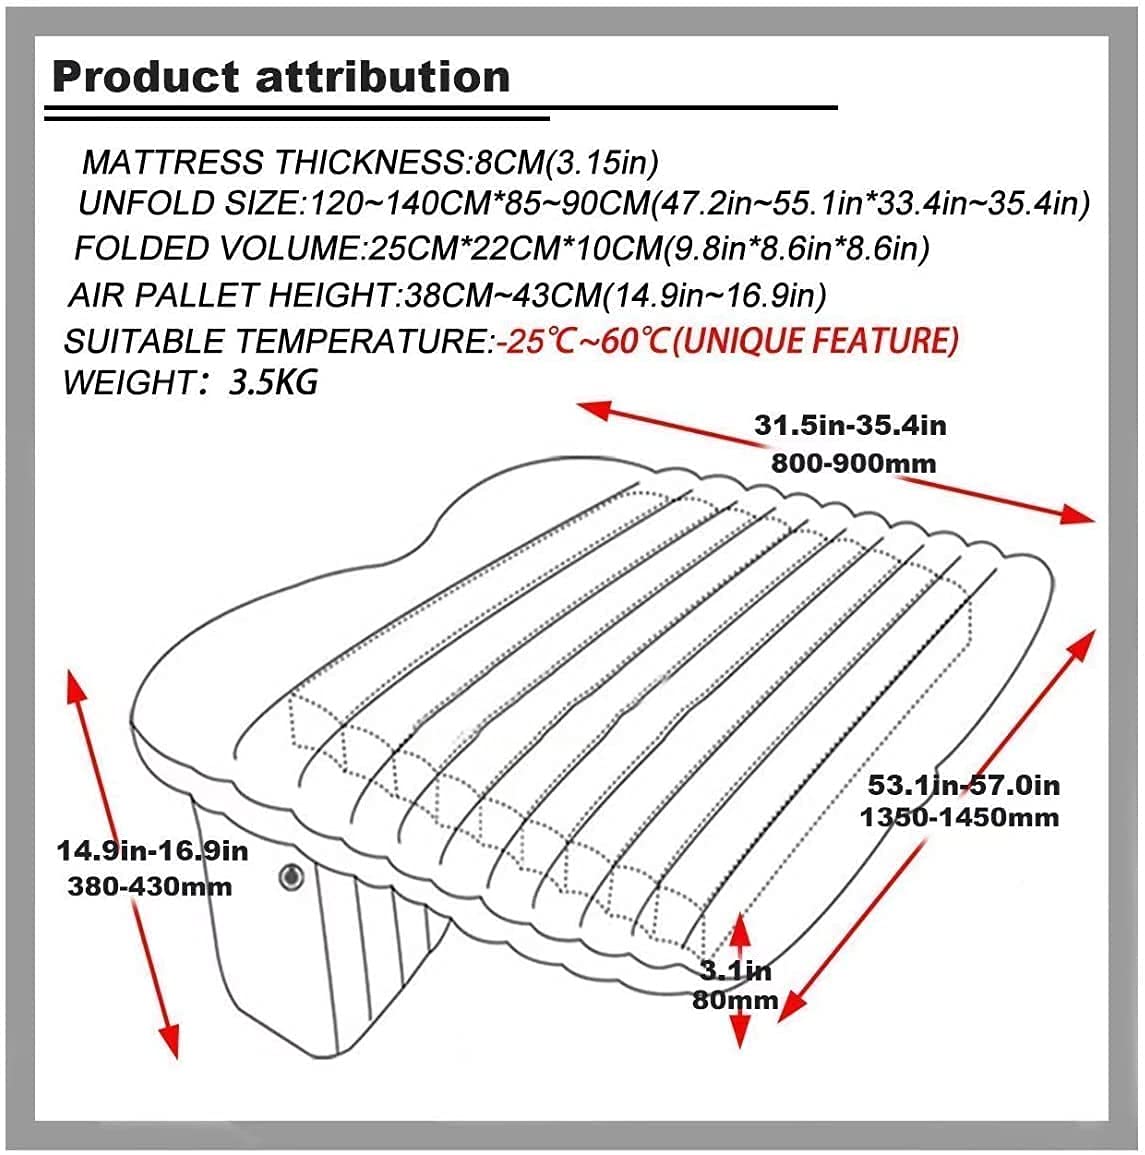 Product attribution
MATTRESS THICKNESS:8CM(3.15in)
UNFOLD SIZE:120~140CM*85~90CM(47.2in~55.1in*33.4in~35.4in)
FOLDED VOLUME:25CM*22CM*10CM(9.8in*8.6in*8.6in)
AIR PALLET HEIGHT:38CM~43CM(14.9in~16.9in)
SUITABLE TEMPERATURE:-25℃~60℃(UNIQUE FEATURE)
WEIGHT：3.5KG
31.5in-35.4in
800-900mm
53.1in-57.0in
1350-1450mm
14.9in-16.9in
380-430mm
3.1in
80mm